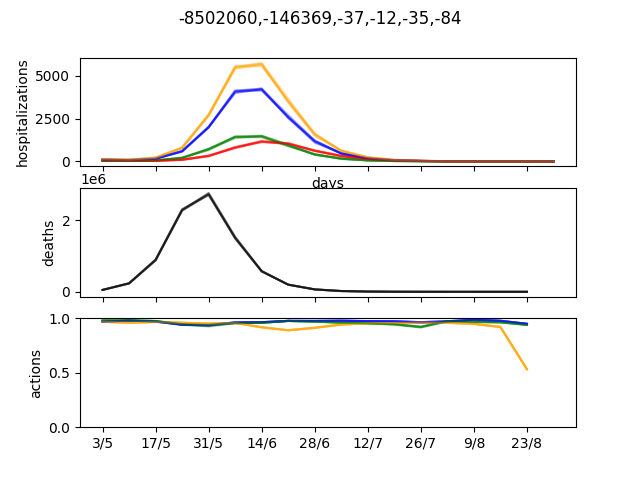 -8502060,-146369,-37,-12,-35,-84
hospitalizations
5000
2500
0
days
1e6
deaths
2
0
actions
1.0
0.5
0.0
3/5 17/5 31/5 14/6 28/6 12/7 26/7 9/8 23/8